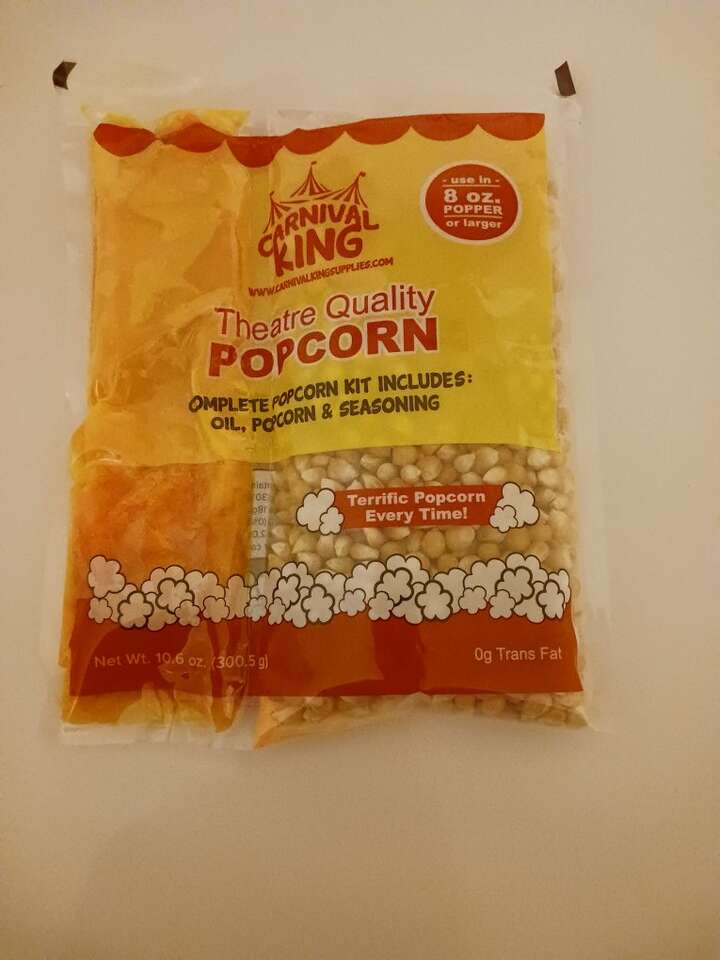 CARNIVAL
KING
WWW.CARNIVALKINGSUPPLIES.COM
- use in -
8 oz.
POPPER
or larger
Theatre Quality
POPCORN
OMPLETE POPCORN KIT INCLUDES:
OIL, POPCORN & SEASONING
Terrific Popcorn
Every Time!
Net Wt. 10.6 oz. (300.5 g)
0g Trans Fat